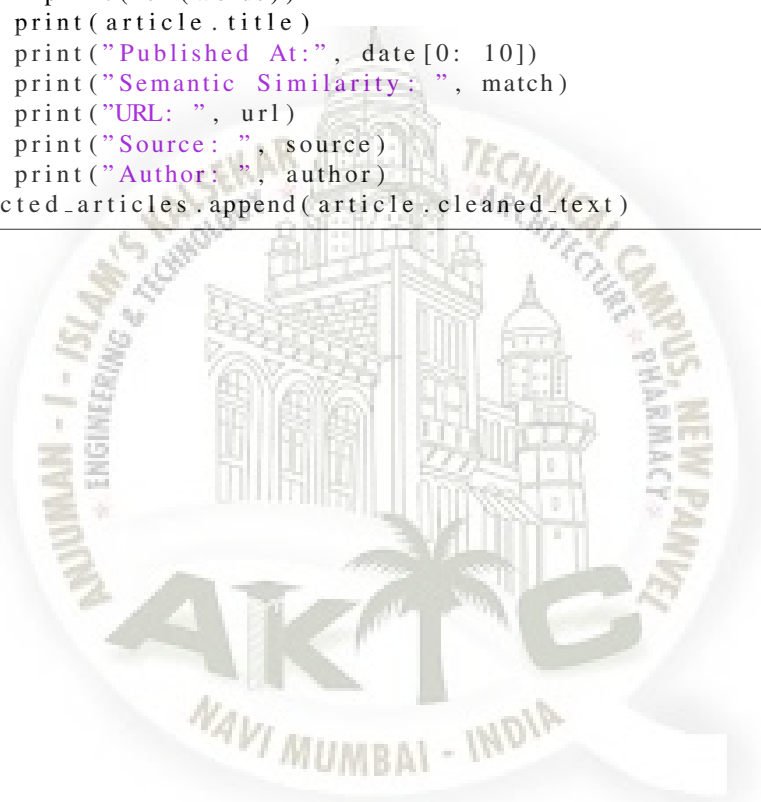 print(article.title)
print("Published At:", date[0: 10])
print("Semantic Similarity: ", match)
print("URL: ", url)
print("Source: ", source)
print("Author: ", author)
cted_articles.append(article.cleaned_text)
ANJUMAN - I - ISLAM'S KALSEKAR TECHNICAL CAMPUS, NEW PANVEL
ENGINEERING & TECHNOLOGY * ARCHITECTURE * PHARMACY *
AKTC
NAVI MUMBAI - INDIA